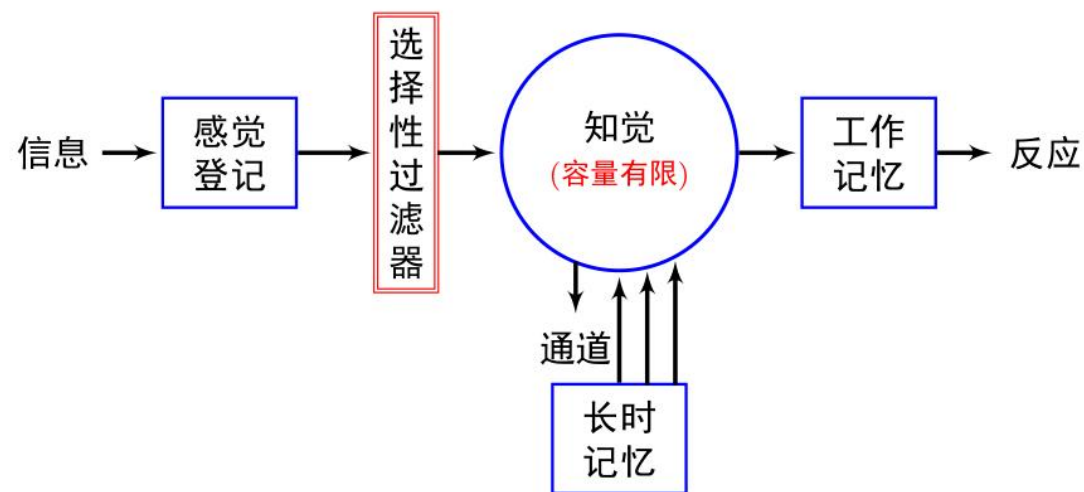 信息
感觉
登记
选
择
性
过
滤
器
知觉
(容量有限)
工作
记忆
反应
通道
长时
记忆